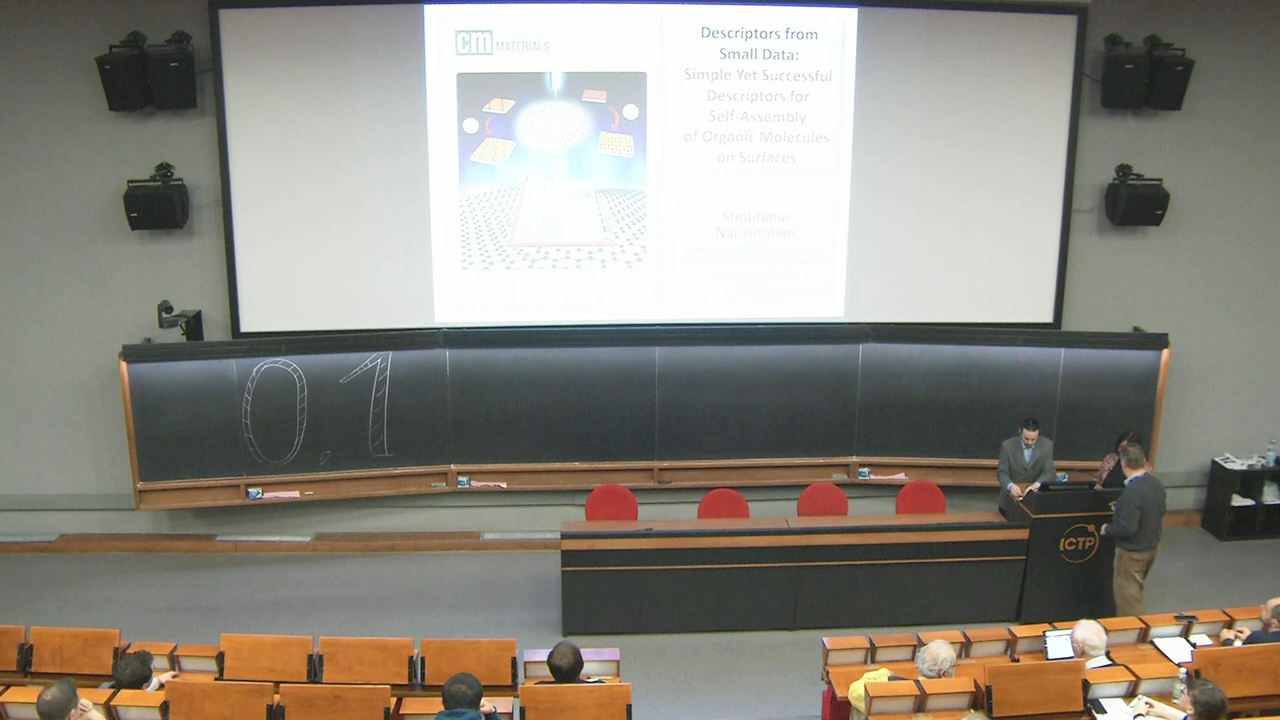 cm MATERIALS
Descriptors from
Small Data:
Simple Yet Successful
Descriptors for
Self-Assembly
of Organic Molecules
on Surfaces
Shobhana
Narasimhan
0.1
ICTP